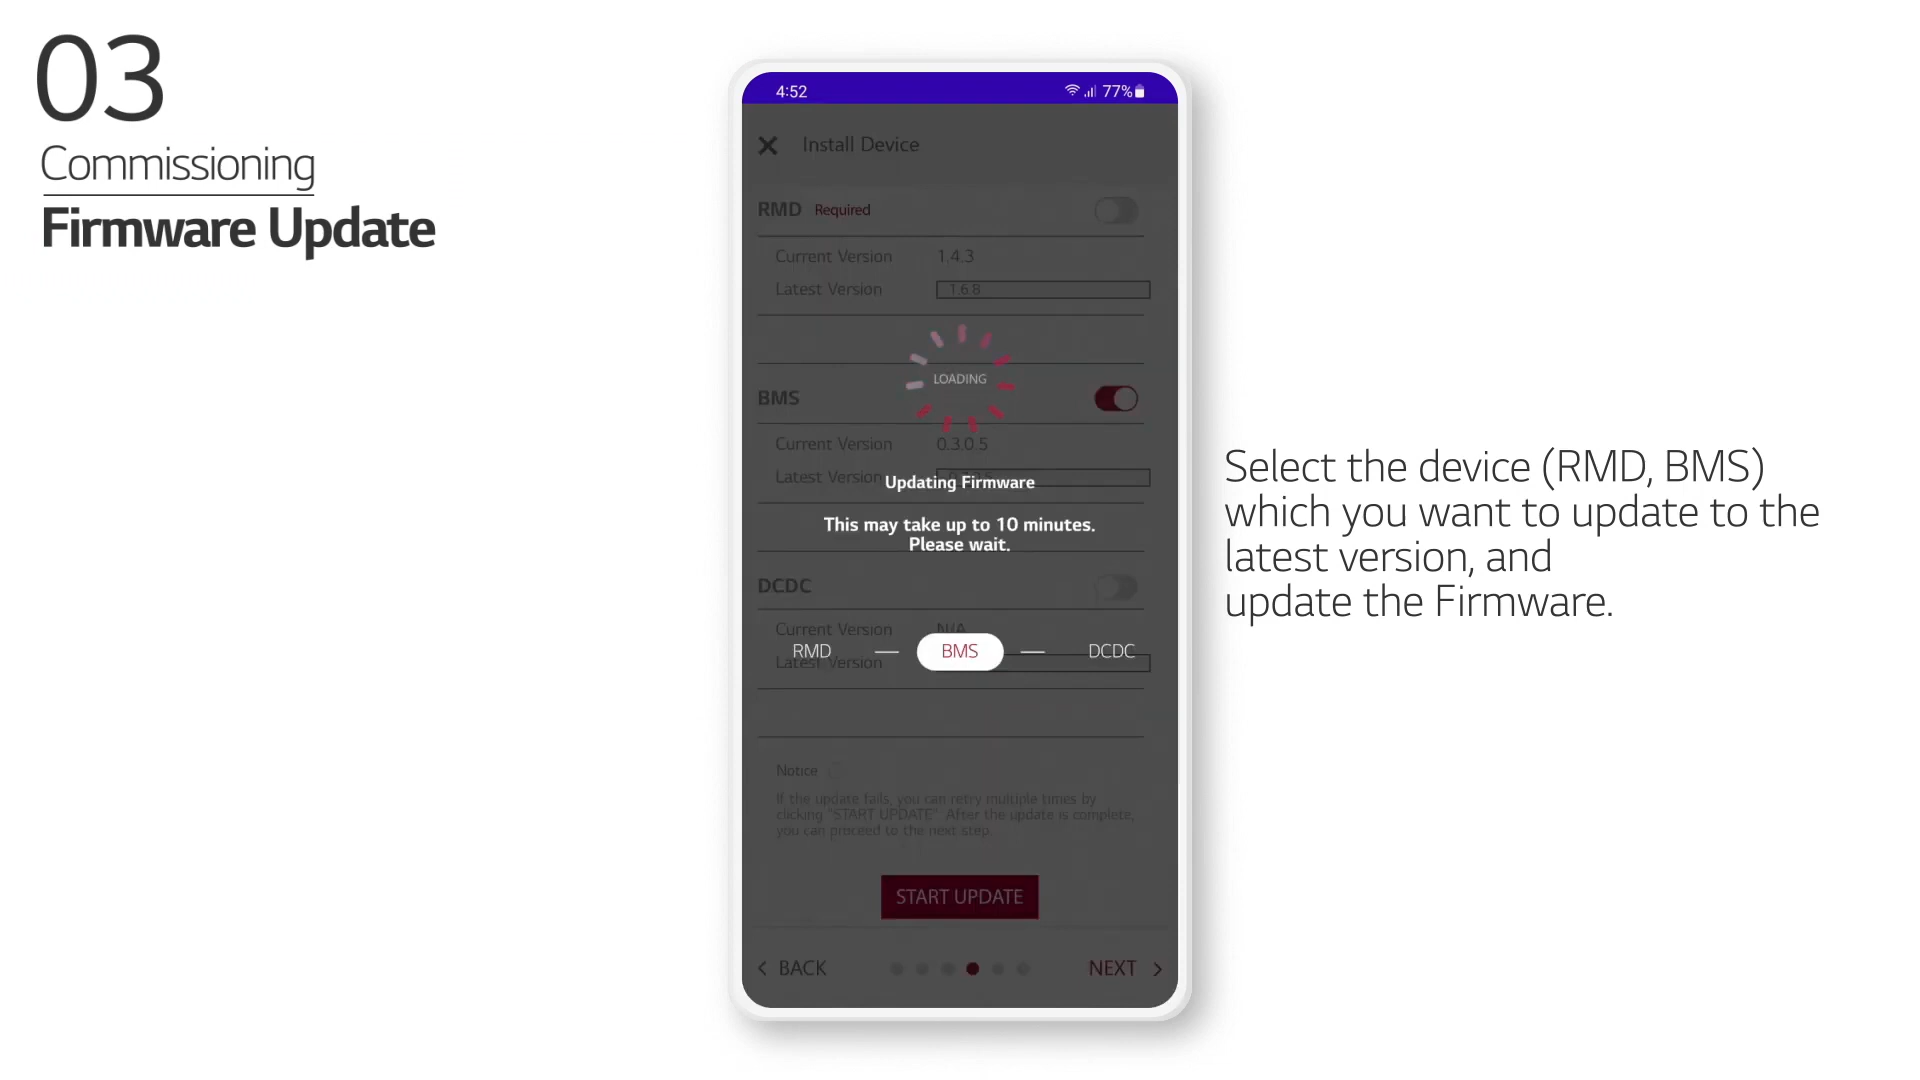 03
Commissioning
Firmware Update
4:52
77%
Install Device
RMD Required
Current Version 1.4.3
Latest Version 1.6.8
LOADING
BMS
Current Version 0.3.0.5
Latest Version
Updating Firmware
This may take up to 10 minutes.
Please wait.
DCDC
Current Version N/A
RMD — BMS — DCDC
Latest Version
Notice
If the update fails, you can retry multiple times by
clicking "START UPDATE". After the update is complete,
you can proceed to the next step.
START UPDATE
BACK
NEXT
Select the device (RMD, BMS)
which you want to update to the
latest version, and
update the Firmware.